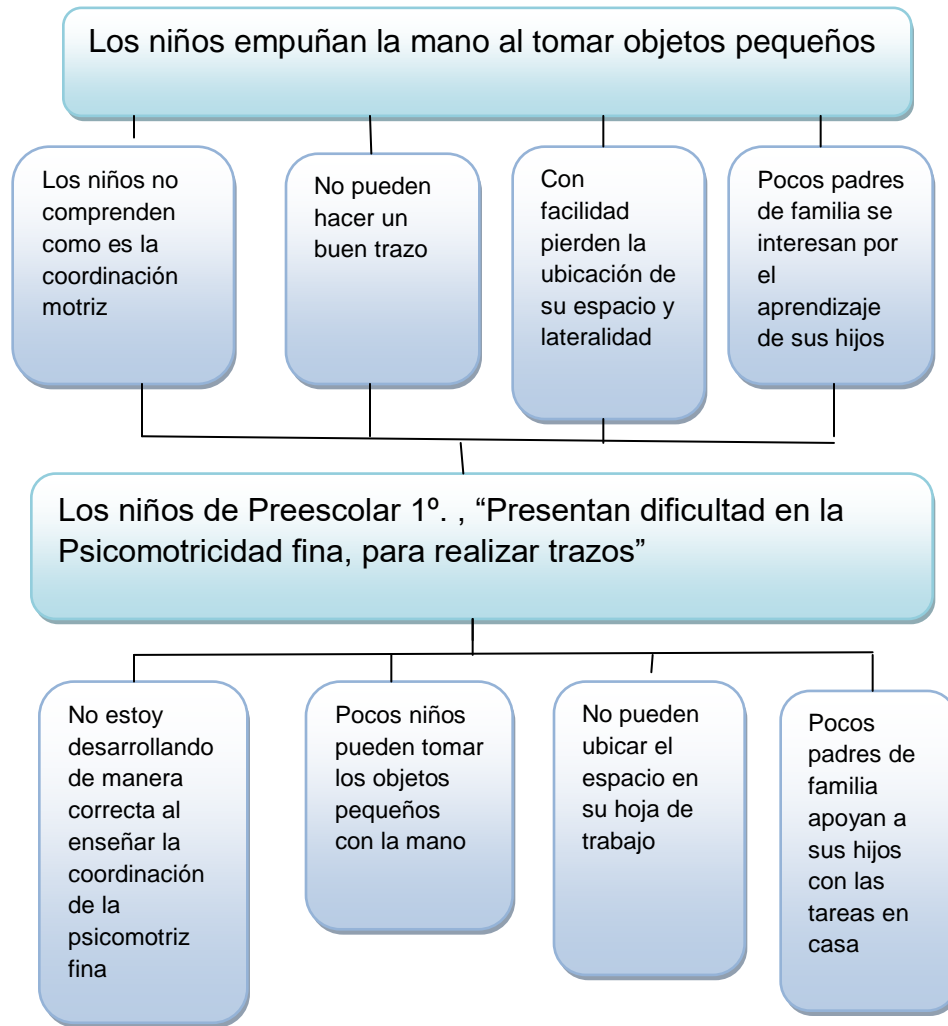 Los niños empuñan la mano al tomar objetos pequeños
Los niños no
comprenden
como es la
coordinación
motriz
No pueden
hacer un
buen trazo
Con
facilidad
pierden la
ubicación de
su espacio y
lateralidad
Pocos padres
de familia se
interesan por
el
aprendizaje
de sus hijos
Los niños de Preescolar 1º. , “Presentan dificultad en la
Psicomotricidad fina, para realizar trazos”
No estoy
desarrollando
de manera
correcta al
enseñar la
coordinación
de la
psicomotriz
fina
Pocos niños
pueden tomar
los objetos
pequeños
con la mano
No pueden
ubicar el
espacio en
su hoja de
trabajo
Pocos
padres de
familia
apoyan a
sus hijos
con las
tareas en
casa